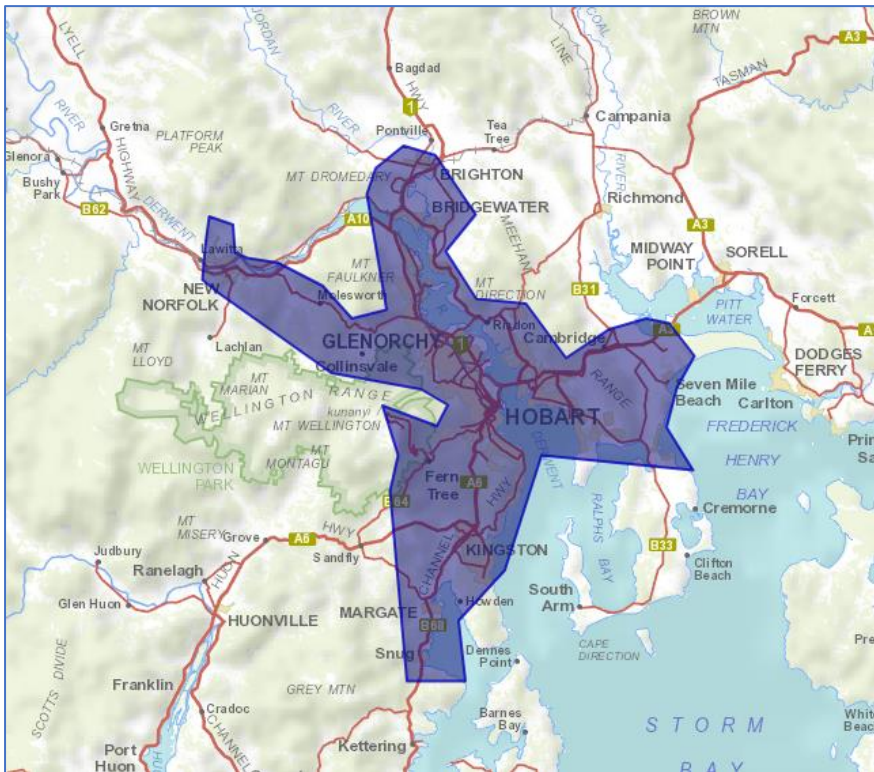 BROWN
MTN
A3
LYELL
JORDAN
COAL
LINE
TASMAN
Bagdad
HWY
1
RIVER
Gretna
PLATFORM
PEAK
Pontville
Tea
Tree
Campania
RIVER
RIVER
Glenora
Bushy
Park
HIGHWAY
DERWENT
B62
MT DROMEDARY
BRIGHTON
BRIDGEWATER
MEEHAN
Richmond
A10
A3
Lawitta
MT
FAULKNER
MIDWAY
POINT
SORELL
NEW
NORFOLK
Molesworth
MT
DIRECTION
B31
PITT
WATER
Forcett
R
Risdon
GLENORCHY
1
Cambridge
A3
Lachlan
Collinsvale
MT
LLOYD
MT
MARIAN
RANGE
DODGES
FERRY
Seven Mile
Beach
WELLINGTON RANGE
kunanyi
MT WELLINGTON
HOBART
Carlton
FREDERICK
HENRY
BAY
MT
MONTAGU
WELLINGTON
PARK
DERWENT
Fern
Tree
A6
B64
HWY
RALPHS
BAY
Cremorne
MT
MISERY
Grove
A6
HWY
Sandfly
CHANNEL
KINGSTON
B33
Judbury
Ranelagh
HUON
Clifton
Beach
Glen Huon
HUONVILLE
MARGATE
Howden
South
Arm
B68
CAPE
DIRECTION
SCOTTS DIVIDE
Snug
Dennes
Point
Franklin
GREY MTN
Cradoc
Barnes
Bay
STORM
BAY
White
Beach
Port
Huon
CHANNEL
Kettering